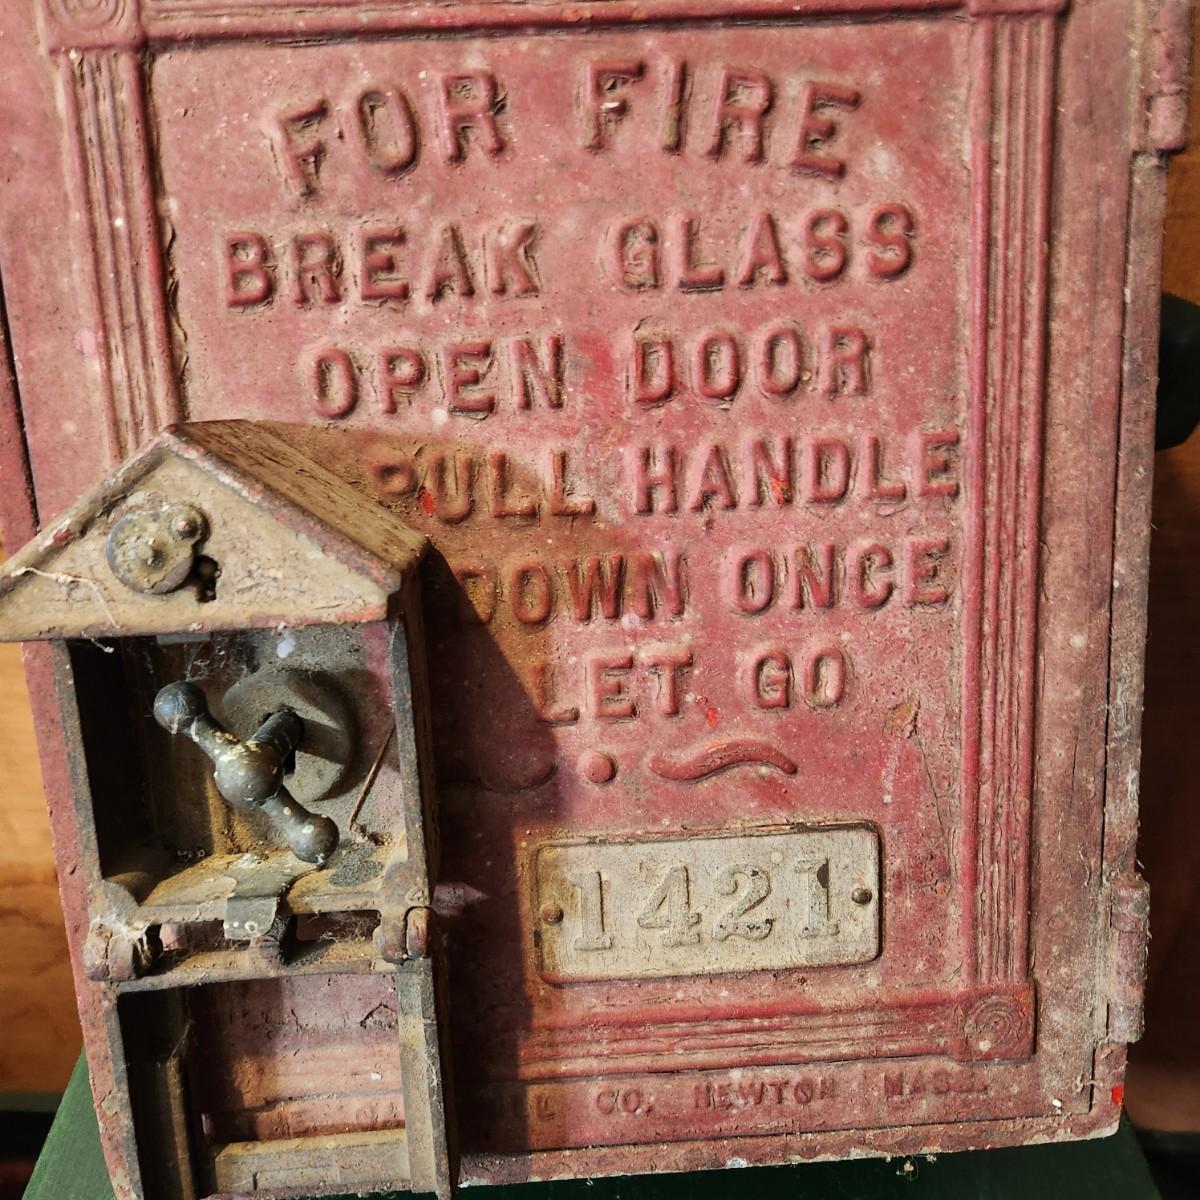 FOR FIRE
BREAK GLASS
OPEN DOOR
PULL HANDLE
DOWN ONCE
LET GO
1421
CO. NEWTON MASS.